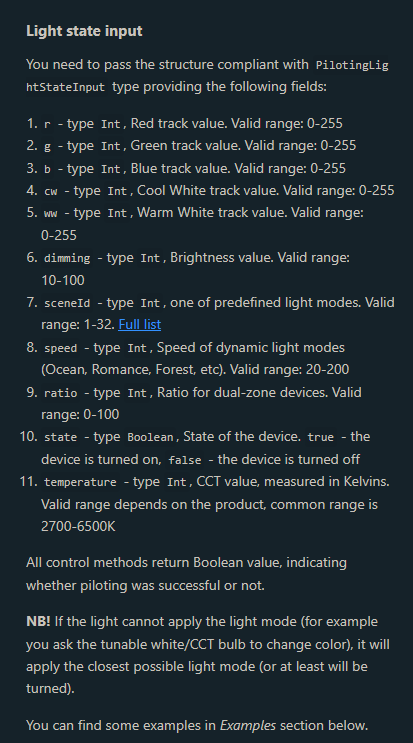 Light state input
You need to pass the structure compliant with PilotingLig
htStateInput type providing the following fields:
1. r - type Int, Red track value. Valid range: 0-255
2. g - type Int, Green track value. Valid range: 0-255
3. b - type Int, Blue track value. Valid range: 0-255
4. cw - type Int, Cool White track value. Valid range: 0-255
5. ww - type Int, Warm White track value. Valid range:
0-255
6. dimming - type Int, Brightness value. Valid range:
10-100
7. sceneId - type Int, one of predefined light modes. Valid
range: 1-32. Full list
8. speed - type Int, Speed of dynamic light modes
(Ocean, Romance, Forest, etc). Valid range: 20-200
9. ratio - type Int, Ratio for dual-zone devices. Valid
range: 0-100
10. state - type Boolean, State of the device. true - the
device is turned on, false - the device is turned off
11. temperature - type Int, CCT value, measured in Kelvins.
Valid range depends on the product, common range is
2700-6500K
All control methods return Boolean value, indicating
whether piloting was successful or not.
NB! If the light cannot apply the light mode (for example
you ask the tunable white/CCT bulb to change color), it will
apply the closest possible light mode (or at least will be
turned).
You can find some examples in Examples section below.